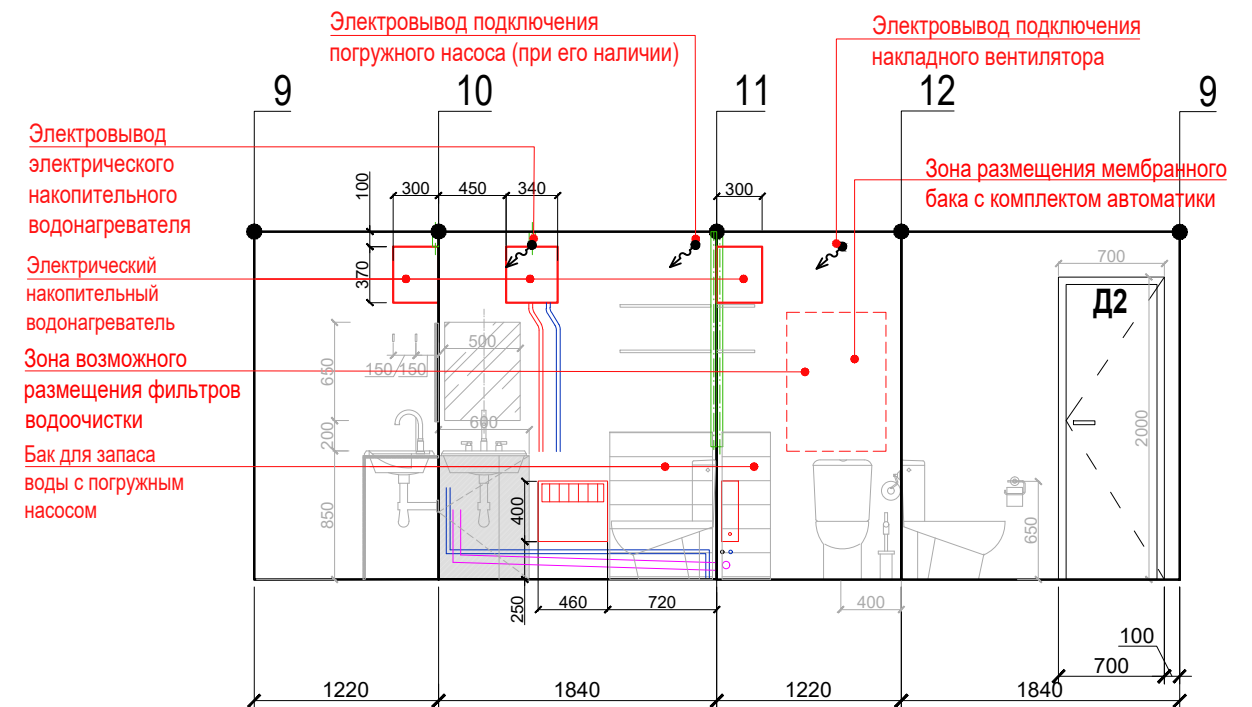 Электровывод подключения
погружного насоса (при его наличии)
Электровывод подключения
накладного вентилятора
9
10
11
12
9
Электровывод
электрического
накопительного
водонагревателя
Зона размещения мембранного
бака с комплектом автоматики
100
300
450
340
300
Электрический
накопительный
водонагреватель
370
700
Д2
Зона возможного
размещения фильтров
водоочистки
650
150
150
500
200
600
2000
Бак для запаса
воды с погружным
насосом
850
400
650
250
460
720
400
100
700
1220
1840
1220
1840